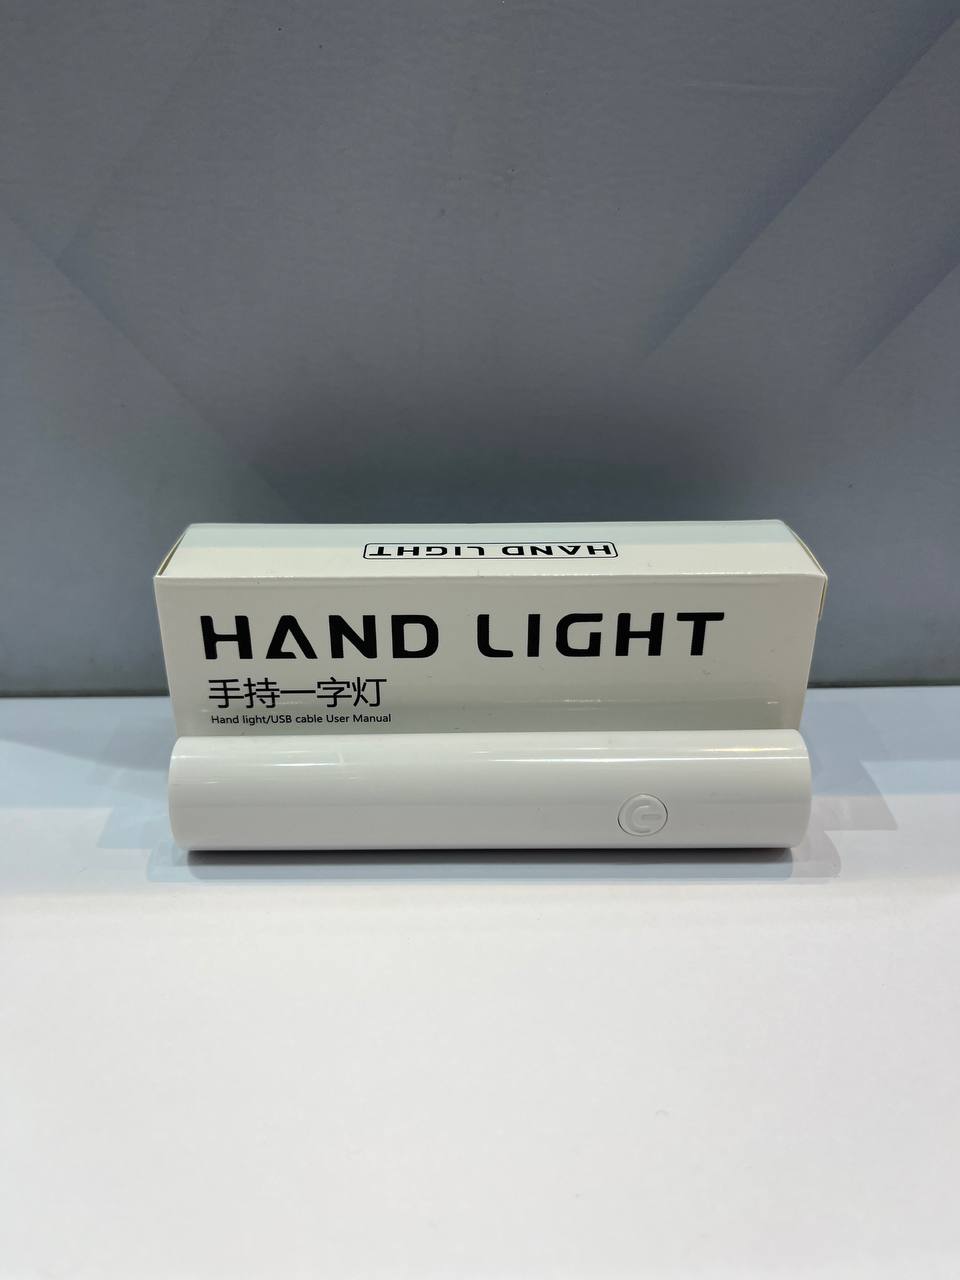 HAND LIGHT
HAND LIGHT
手持一字灯
Hand light/USB cable User Manual